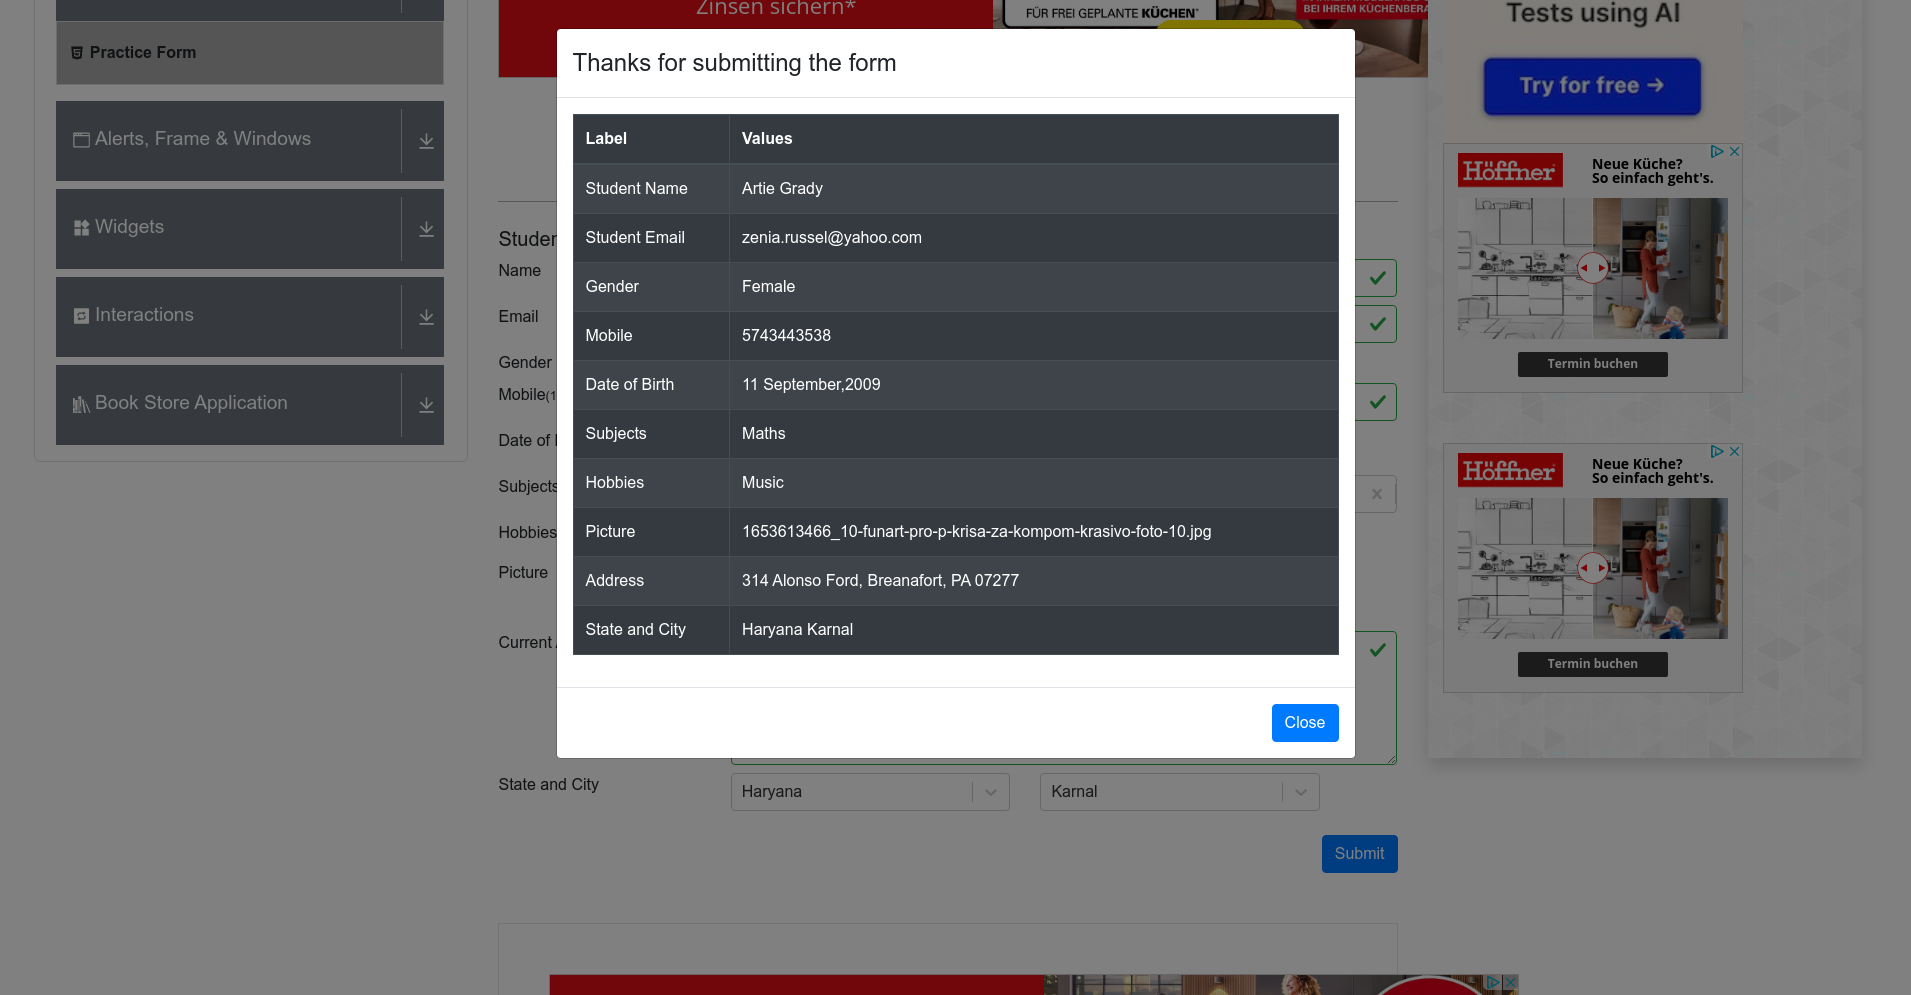 Zinsen sichern*
FÜR FREI GEPLANTE KÜCHEN*
BEI IHREM KÜCHENBERA
Tests using AI
Try for free →
Practice Form
Alerts, Frame & Windows
Widgets
Interactions
Book Store Application
Thanks for submitting the form
Label Values
Student Name Artie Grady
Student Email zenia.russel@yahoo.com
Gender Female
Mobile 5743443538
Date of Birth 11 September,2009
Subjects Maths
Hobbies Music
Picture 1653613466_10-funart-pro-p-krisa-za-kompom-krasivo-foto-10.jpg
Address 314 Alonso Ford, Breanafort, PA 07277
State and City Haryana Karnal
Close
Studen
Name
Email
Gender
Mobile(1
Date of
Subjects
Hobbies
Picture
Current
State and City Haryana Karnal
Submit
Höffner
Neue Küche?
So einfach geht's.
Termin buchen
Höffner
Neue Küche?
So einfach geht's.
Termin buchen